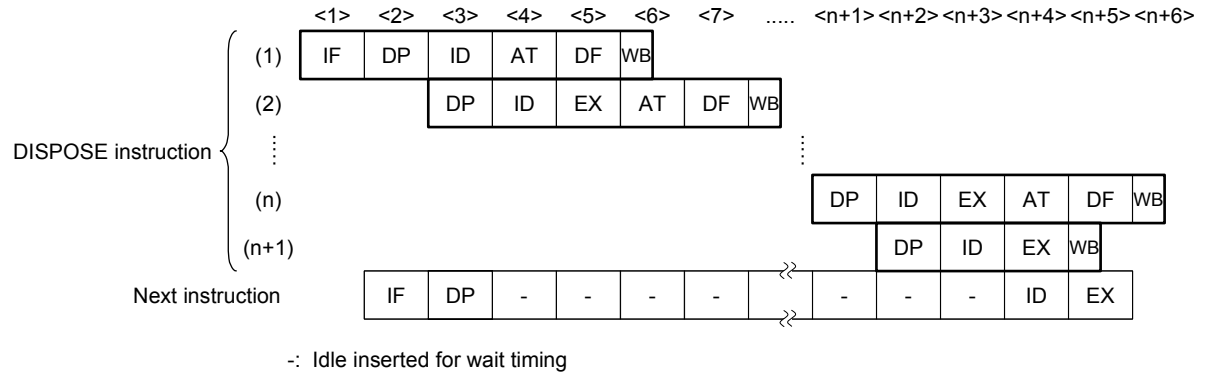 <1> <2> <3> <4> <5> <6> <7> ..... <n+1> <n+2> <n+3> <n+4> <n+5> <n+6>
(1) IF DP ID AT DF WB
(2) DP ID EX AT DF WB
DISPOSE instruction
(n) DP ID EX AT DF WB
(n+1) DP ID EX WB
Next instruction IF DP - - - - - - - ID EX
-: Idle inserted for wait timing